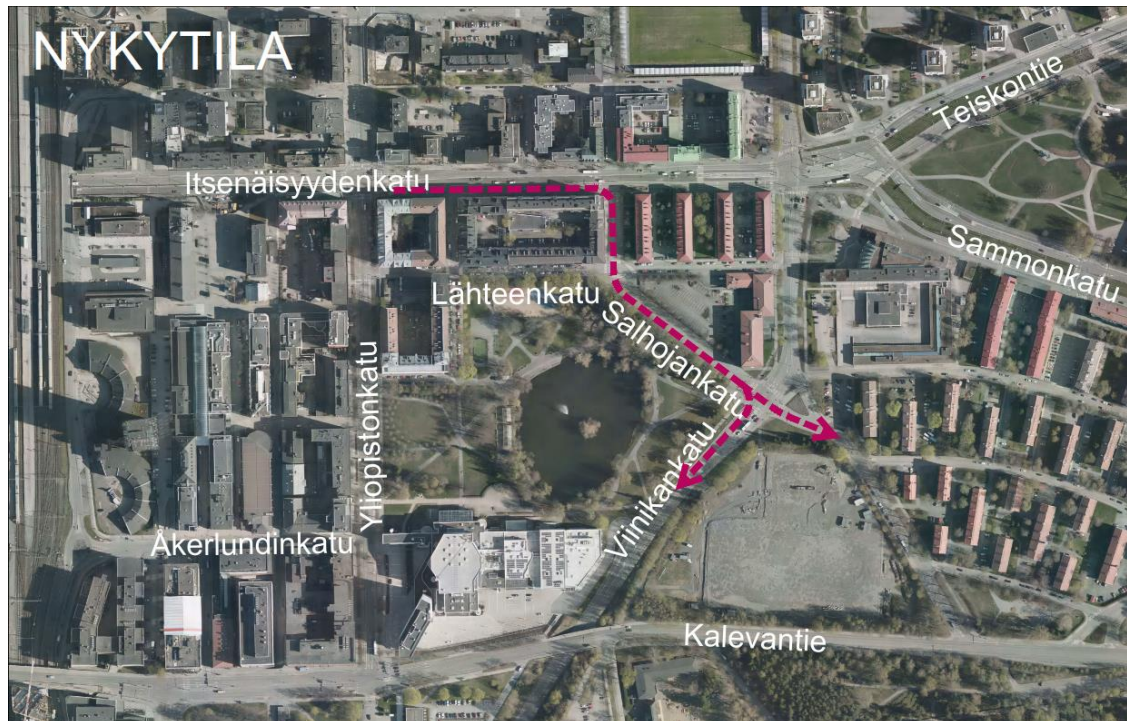 NYKYTILA
Teiskontie
Itsenäisyydenkatu
Sammonkatu
Lähteenkatu
Salhojankatu
Yliopistonkatu
Viinikankatu
Åkerlundinkatu
Kalevantie